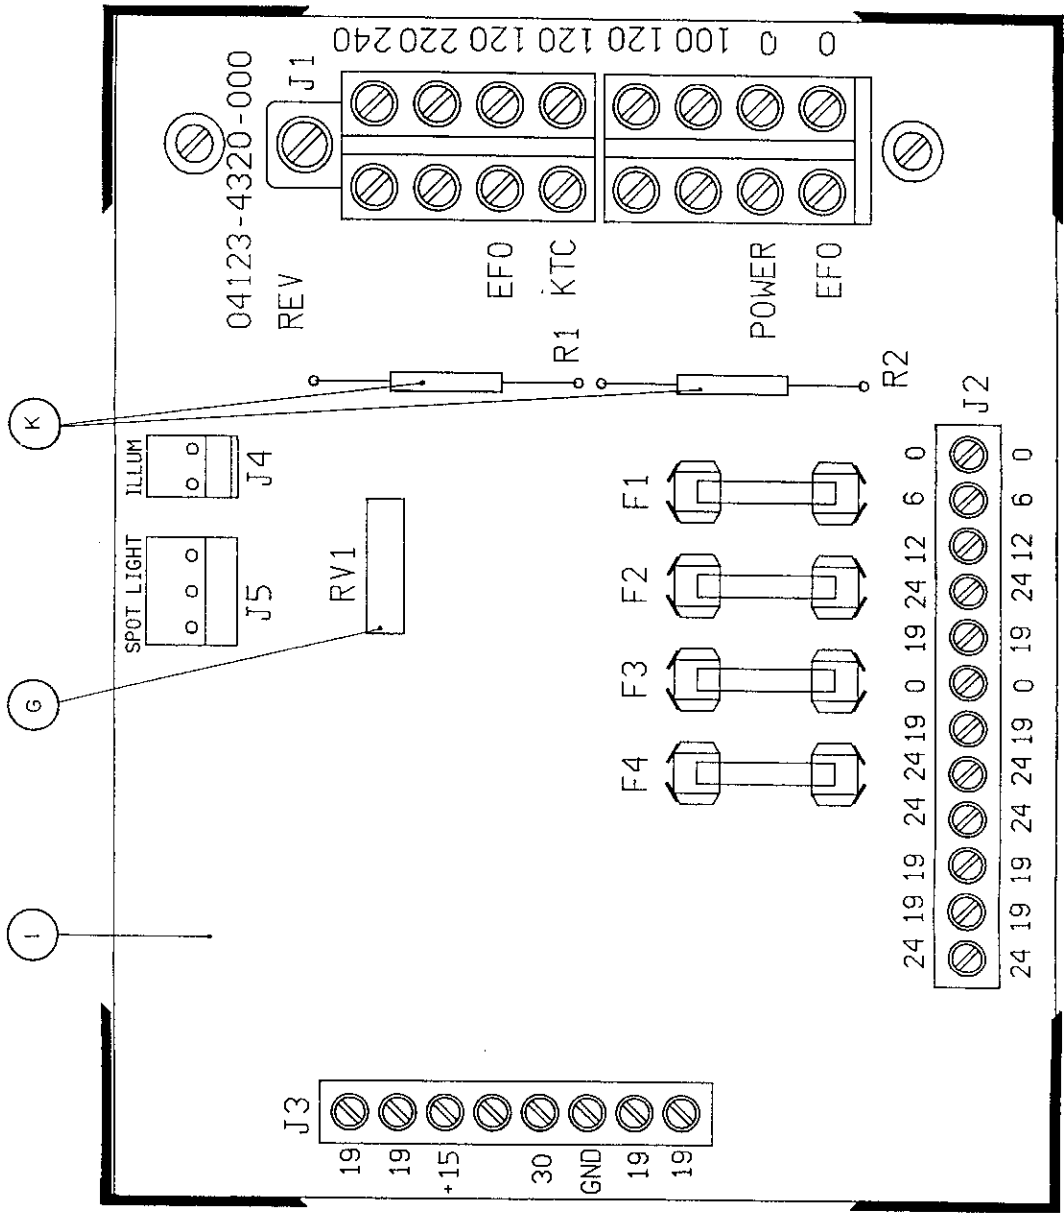 240 220 120 120 120 100 0 0
J1
04123-4320-000
REV
EFO
KTC
POWER
EFO
R1
R2
K
ILLUM
J4
SPOT LIGHT
J5
RV1
G
1
F1
F2
F3
F4
J2
24 19 19 24 24 19 0 19 24 12 6 0
24 19 19 24 24 19 0 19 24 12 6 0
J3
19
19
+15
30
GND
19
19